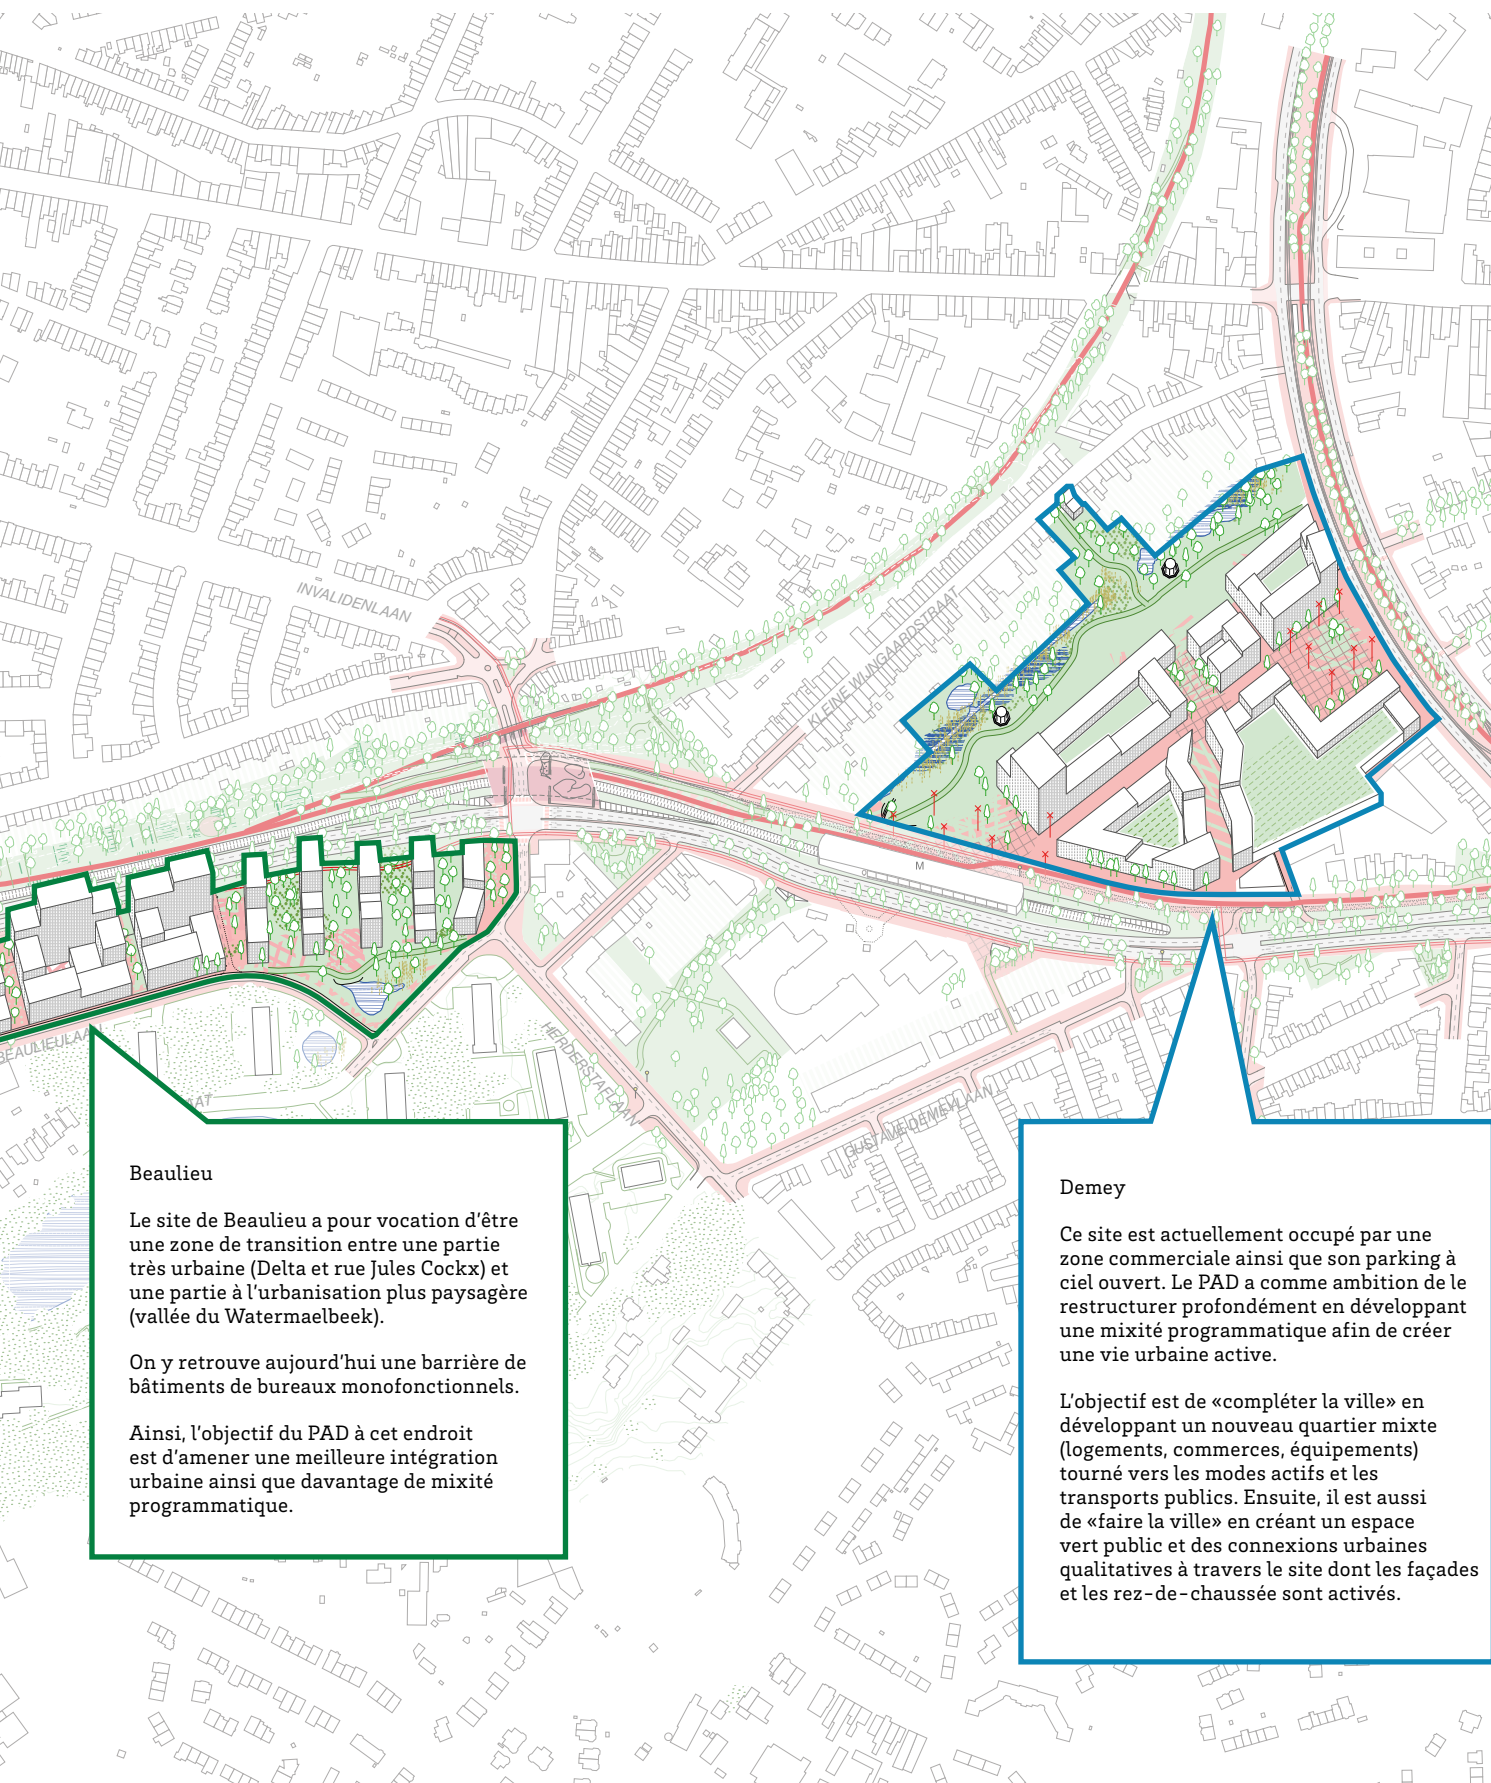 INVALIDENLAAN
KLEINE WIJNGAARDSTRAAT
M
BEAULIEULAAN
AAT
HERDERSTAFLAAN
GUSTAVE DEMEYLAAN
Beaulieu
Le site de Beaulieu a pour vocation d'être
une zone de transition entre une partie
très urbaine (Delta et rue Jules Cockx) et
une partie à l'urbanisation plus paysagère
(vallée du Watermaelbeek).
On y retrouve aujourd'hui une barrière de
bâtiments de bureaux monofonctionnels.
Ainsi, l'objectif du PAD à cet endroit
est d'amener une meilleure intégration
urbaine ainsi que davantage de mixité
programmatique.
Demey
Ce site est actuellement occupé par une
zone commerciale ainsi que son parking à
ciel ouvert. Le PAD a comme ambition de le
restructurer profondément en développant
une mixité programmatique afin de créer
une vie urbaine active.
L'objectif est de «compléter la ville» en
développant un nouveau quartier mixte
(logements, commerces, équipements)
tourné vers les modes actifs et les
transports publics. Ensuite, il est aussi
de «faire la ville» en créant un espace
vert public et des connexions urbaines
qualitatives à travers le site dont les façades
et les rez-de-chaussée sont activés.